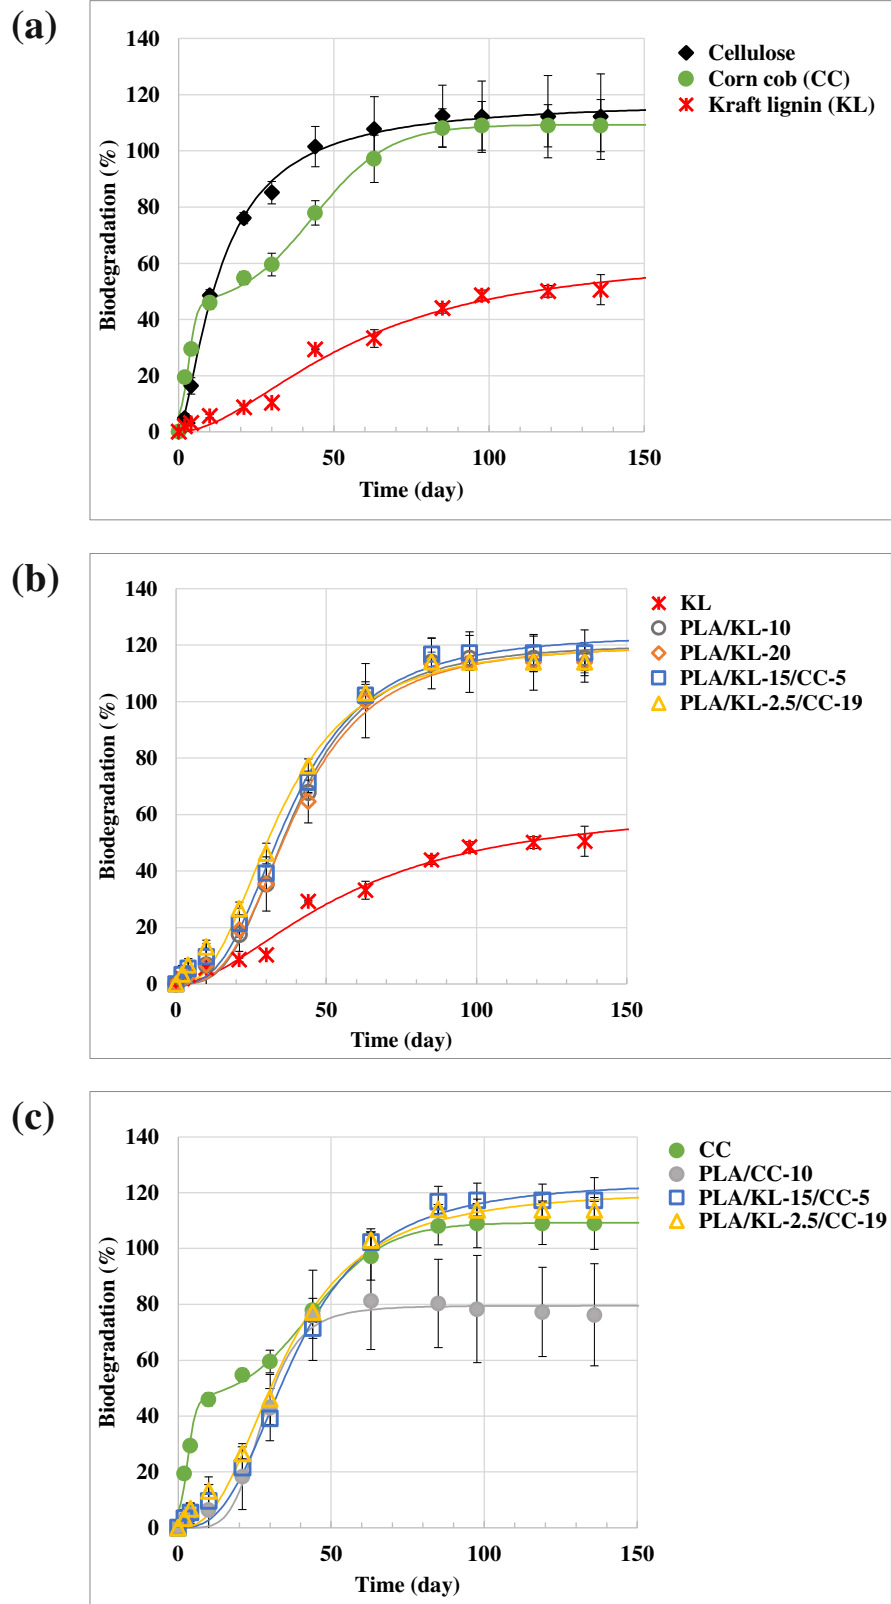 (a)
140
120
100
80
60
40
20
0
Biodegradation (%)
0 50 100 150
Time (day)
Cellulose
Corn cob (CC)
Kraft lignin (KL)
(b)
140
120
100
80
60
40
20
0
Biodegradation (%)
0 50 100 150
Time (day)
KL
PLA/KL-10
PLA/KL-20
PLA/KL-15/CC-5
PLA/KL-2.5/CC-19
(c)
140
120
100
80
60
40
20
0
Biodegradation (%)
0 50 100 150
Time (day)
CC
PLA/CC-10
PLA/KL-15/CC-5
PLA/KL-2.5/CC-19